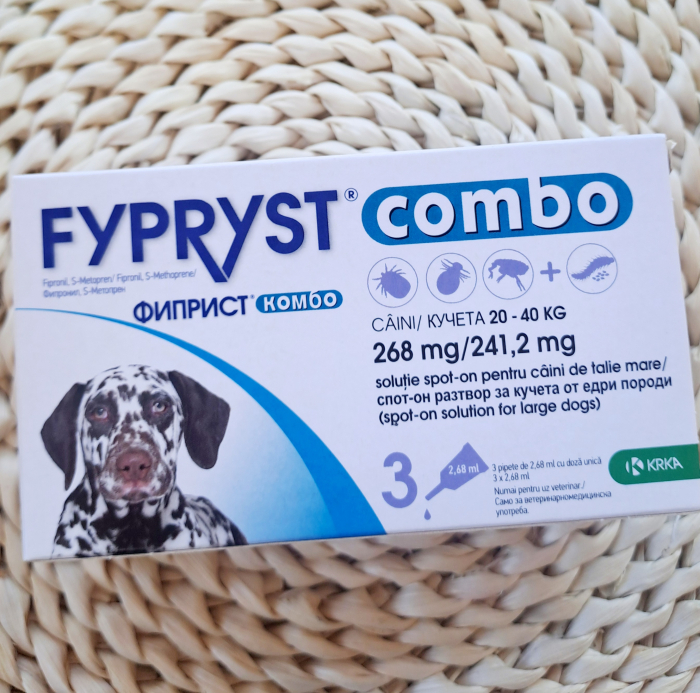 FYPRYST® combo
Fipronil, S-Metopren/ Fipronil, S-Methoprene/
Фипронил, S-Метопрен
ФИПРИСТ® комбо
CÂINI/ КУЧЕТА 20 - 40 KG
268 mg/241,2 mg
soluție spot-on pentru câini de talie mare/
спот-он разтвор за кучета от едри породи
(spot-on solution for large dogs)
3
2,68 ml
3 pipete de 2,68 ml cu doză unică
3 x 2,68 ml
Numai pentru uz veterinar./
Само за ветеринарномедицинска
употреба.
KRKA